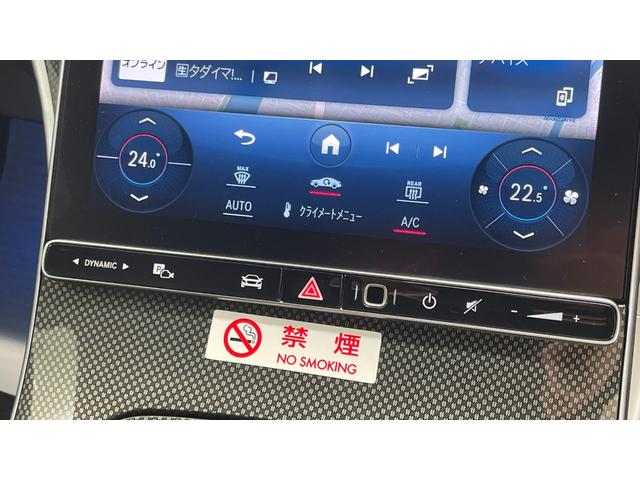 オンライン
生タダイマ!...
24.0
MAX
AUTO
クライメートメニュー
REAR
A/C
22.5
◀ DYNAMIC ▶
P
禁煙
NO SMOKING